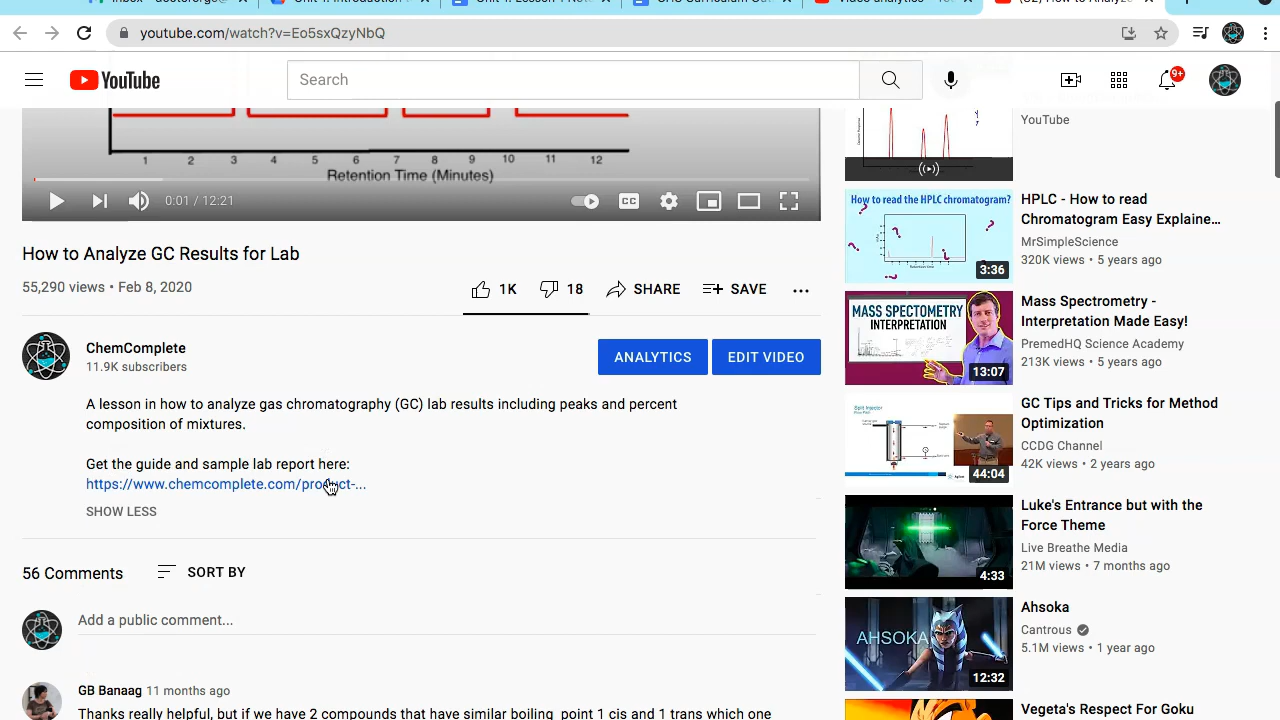 youtube.com/watch?v=Eo5sxQzyNbQ
YouTube
Search
9+
1 2 3 4 5 6 7 8 9 10 11 12
Retention Time (Minutes)
0:01 / 12:21
CC
How to Analyze GC Results for Lab
55,290 views • Feb 8, 2020
1K 18 SHARE SAVE
ChemComplete
11.9K subscribers
ANALYTICS EDIT VIDEO
A lesson in how to analyze gas chromatography (GC) lab results including peaks and percent
composition of mixtures.
Get the guide and sample lab report here:
https://www.chemcomplete.com/product-...
SHOW LESS
56 Comments SORT BY
Add a public comment...
GB Banaag 11 months ago
Thanks really helpful, but if we have 2 compounds that have similar boiling point 1 cis and 1 trans which one
YouTube
How to read the HPLC chromatogram?
3:36
HPLC - How to read
Chromatogram Easy Explaine...
MrSimpleScience
320K views • 5 years ago
MASS SPECTOMETRY
INTERPRETATION
13:07
Mass Spectrometry -
Interpretation Made Easy!
PremedHQ Science Academy
213K views • 5 years ago
Split Injector
44:04
GC Tips and Tricks for Method
Optimization
CCDG Channel
42K views • 2 years ago
4:33
Luke's Entrance but with the
Force Theme
Live Breathe Media
21M views • 7 months ago
AHSOKA
12:32
Ahsoka
Cantrous
5.1M views • 1 year ago
Vegeta's Respect For Goku